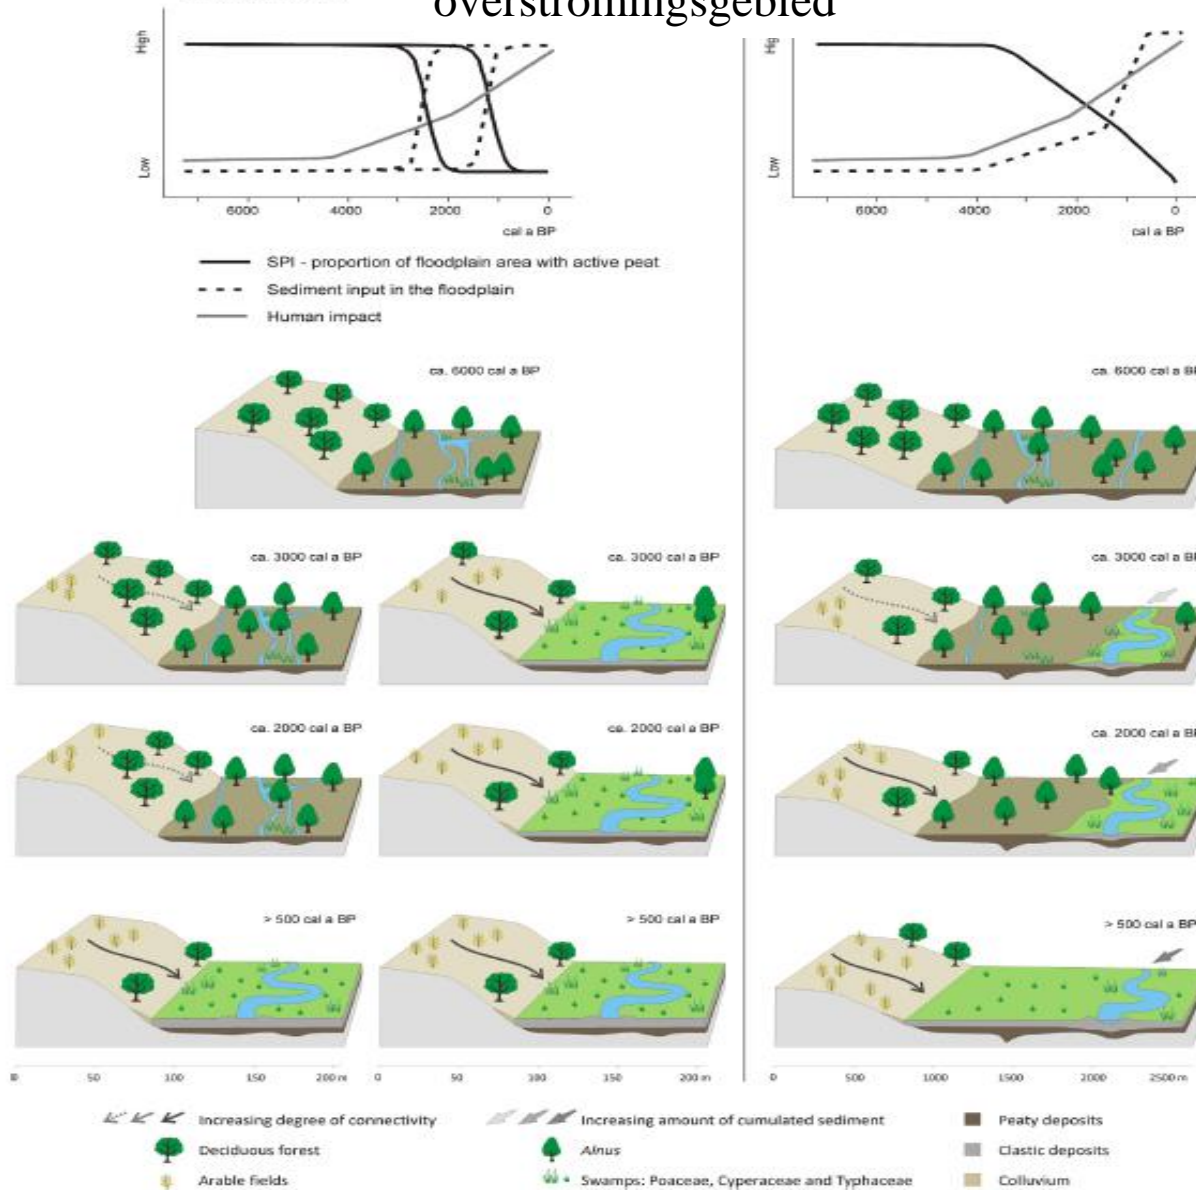 overstromingsgebied
High
Low
6000 4000 2000 0
cal a BP
Low
6000 4000 2000 0
cal a BP
SPI - proportion of floodplain area with active peat
Sediment input in the floodplain
Human impact
ca. 6000 cal a BP
ca. 6000 cal a BP
ca. 3000 cal a BP
ca. 3000 cal a BP
ca. 3000 cal a BP
ca. 2000 cal a BP
ca. 2000 cal a BP
ca. 2000 cal a BP
> 500 cal a BP
> 500 cal a BP
> 500 cal a BP
0 50 100 150 200 m
0 50 100 150 200 m
0 500 1000 1500 2000 2500 m
Increasing degree of connectivity
Increasing amount of cumulated sediment
Peaty deposits
Deciduous forest
Alnus
Clastic deposits
Arable fields
Swamps: Poaceae, Cyperaceae and Typhaceae
Colluvium